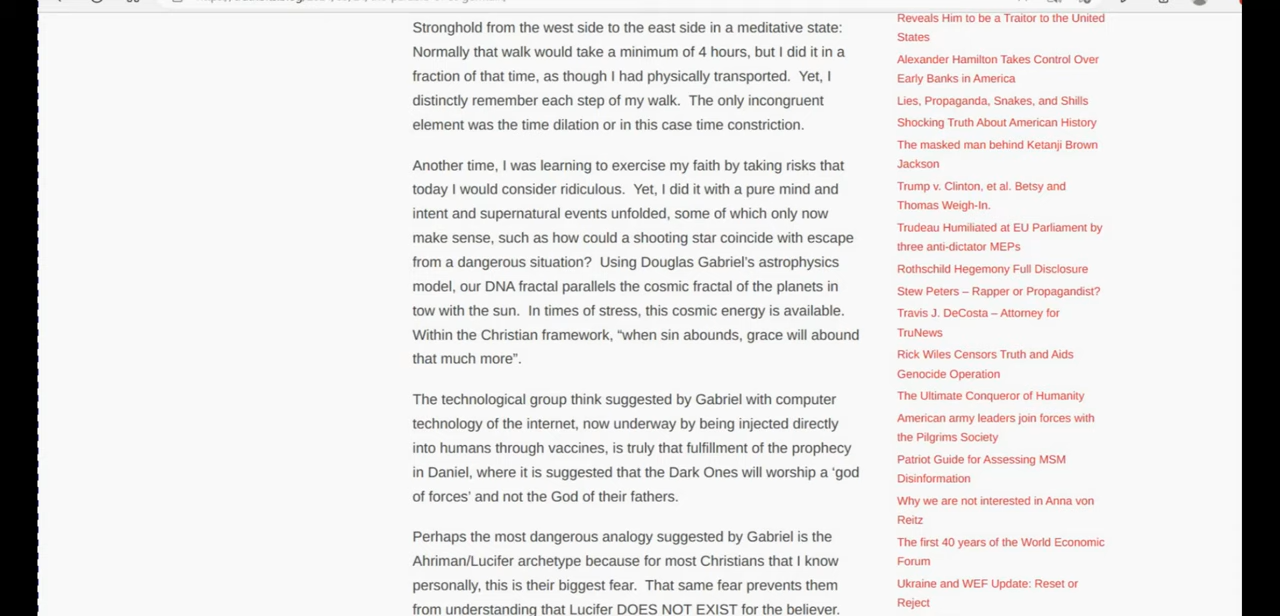 Stronghold from the west side to the east side in a meditative state:
Normally that walk would take a minimum of 4 hours, but I did it in a
fraction of that time, as though I had physically transported.  Yet, I
distinctly remember each step of my walk.  The only incongruent
element was the time dilation or in this case time constriction.
Another time, I was learning to exercise my faith by taking risks that
today I would consider ridiculous.  Yet, I did it with a pure mind and
intent and supernatural events unfolded, some of which only now
make sense, such as how could a shooting star coincide with escape
from a dangerous situation?  Using Douglas Gabriel’s astrophysics
model, our DNA fractal parallels the cosmic fractal of the planets in
tow with the sun.  In times of stress, this cosmic energy is available.
Within the Christian framework, “when sin abounds, grace will abound
that much more”.
The technological group think suggested by Gabriel with computer
technology of the internet, now underway by being injected directly
into humans through vaccines, is truly that fulfillment of the prophecy
in Daniel, where it is suggested that the Dark Ones will worship a ‘god
of forces’ and not the God of their fathers.
Perhaps the most dangerous analogy suggested by Gabriel is the
Ahriman/Lucifer archetype because for most Christians that I know
personally, this is their biggest fear.  That same fear prevents them
from understanding that Lucifer DOES NOT EXIST for the believer.
Reveals Him to be a Traitor to the United
States
Alexander Hamilton Takes Control Over
Early Banks in America
Lies, Propaganda, Snakes, and Shills
Shocking Truth About American History
The masked man behind Ketanji Brown
Jackson
Trump v. Clinton, et al. Betsy and
Thomas Weigh-In.
Trudeau Humiliated at EU Parliament by
three anti-dictator MEPs
Rothschild Hegemony Full Disclosure
Stew Peters – Rapper or Propagandist?
Travis J. DeCosta – Attorney for
TruNews
Rick Wiles Censors Truth and Aids
Genocide Operation
The Ultimate Conqueror of Humanity
American army leaders join forces with
the Pilgrims Society
Patriot Guide for Assessing MSM
Disinformation
Why we are not interested in Anna von
Reitz
The first 40 years of the World Economic
Forum
Ukraine and WEF Update: Reset or
Reject